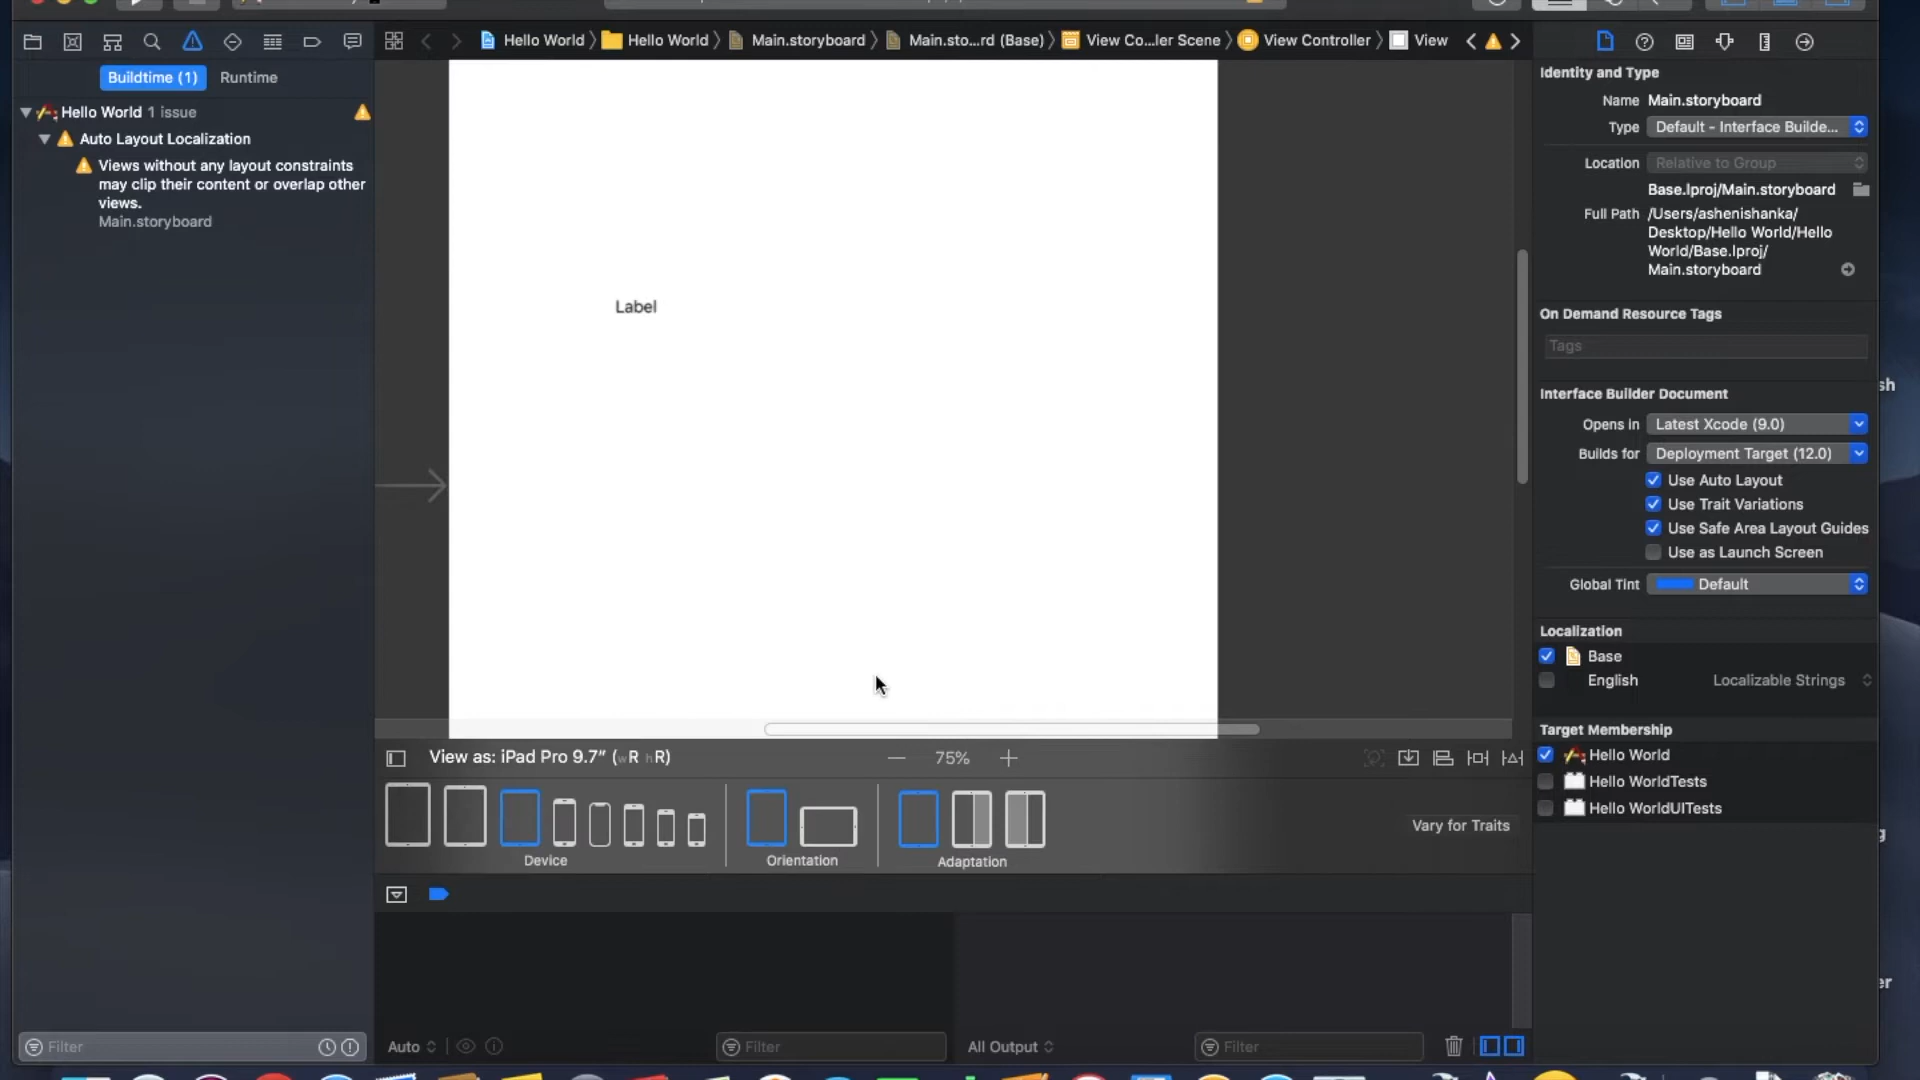 Hello World
Hello World
Main.storyboard
Main.sto...rd (Base)
View Co...ler Scene
View Controller
View
Buildtime (1)
Runtime
Hello World 1 issue
Auto Layout Localization
Views without any layout constraints
may clip their content or overlap other
views.
Main.storyboard
Filter
Label
View as: iPad Pro 9.7” (wR hR)
75%
Device
Orientation
Adaptation
Vary for Traits
Auto
Filter
All Output
Filter
Identity and Type
Name Main.storyboard
Type Default - Interface Builde...
Location Relative to Group
Base.lproj/Main.storyboard
Full Path /Users/ashenishanka/
Desktop/Hello World/Hello
World/Base.lproj/
Main.storyboard
On Demand Resource Tags
Tags
Interface Builder Document
Opens in Latest Xcode (9.0)
Builds for Deployment Target (12.0)
Use Auto Layout
Use Trait Variations
Use Safe Area Layout Guides
Use as Launch Screen
Global Tint Default
Localization
Base
English Localizable Strings
Target Membership
Hello World
Hello WorldTests
Hello WorldUITests